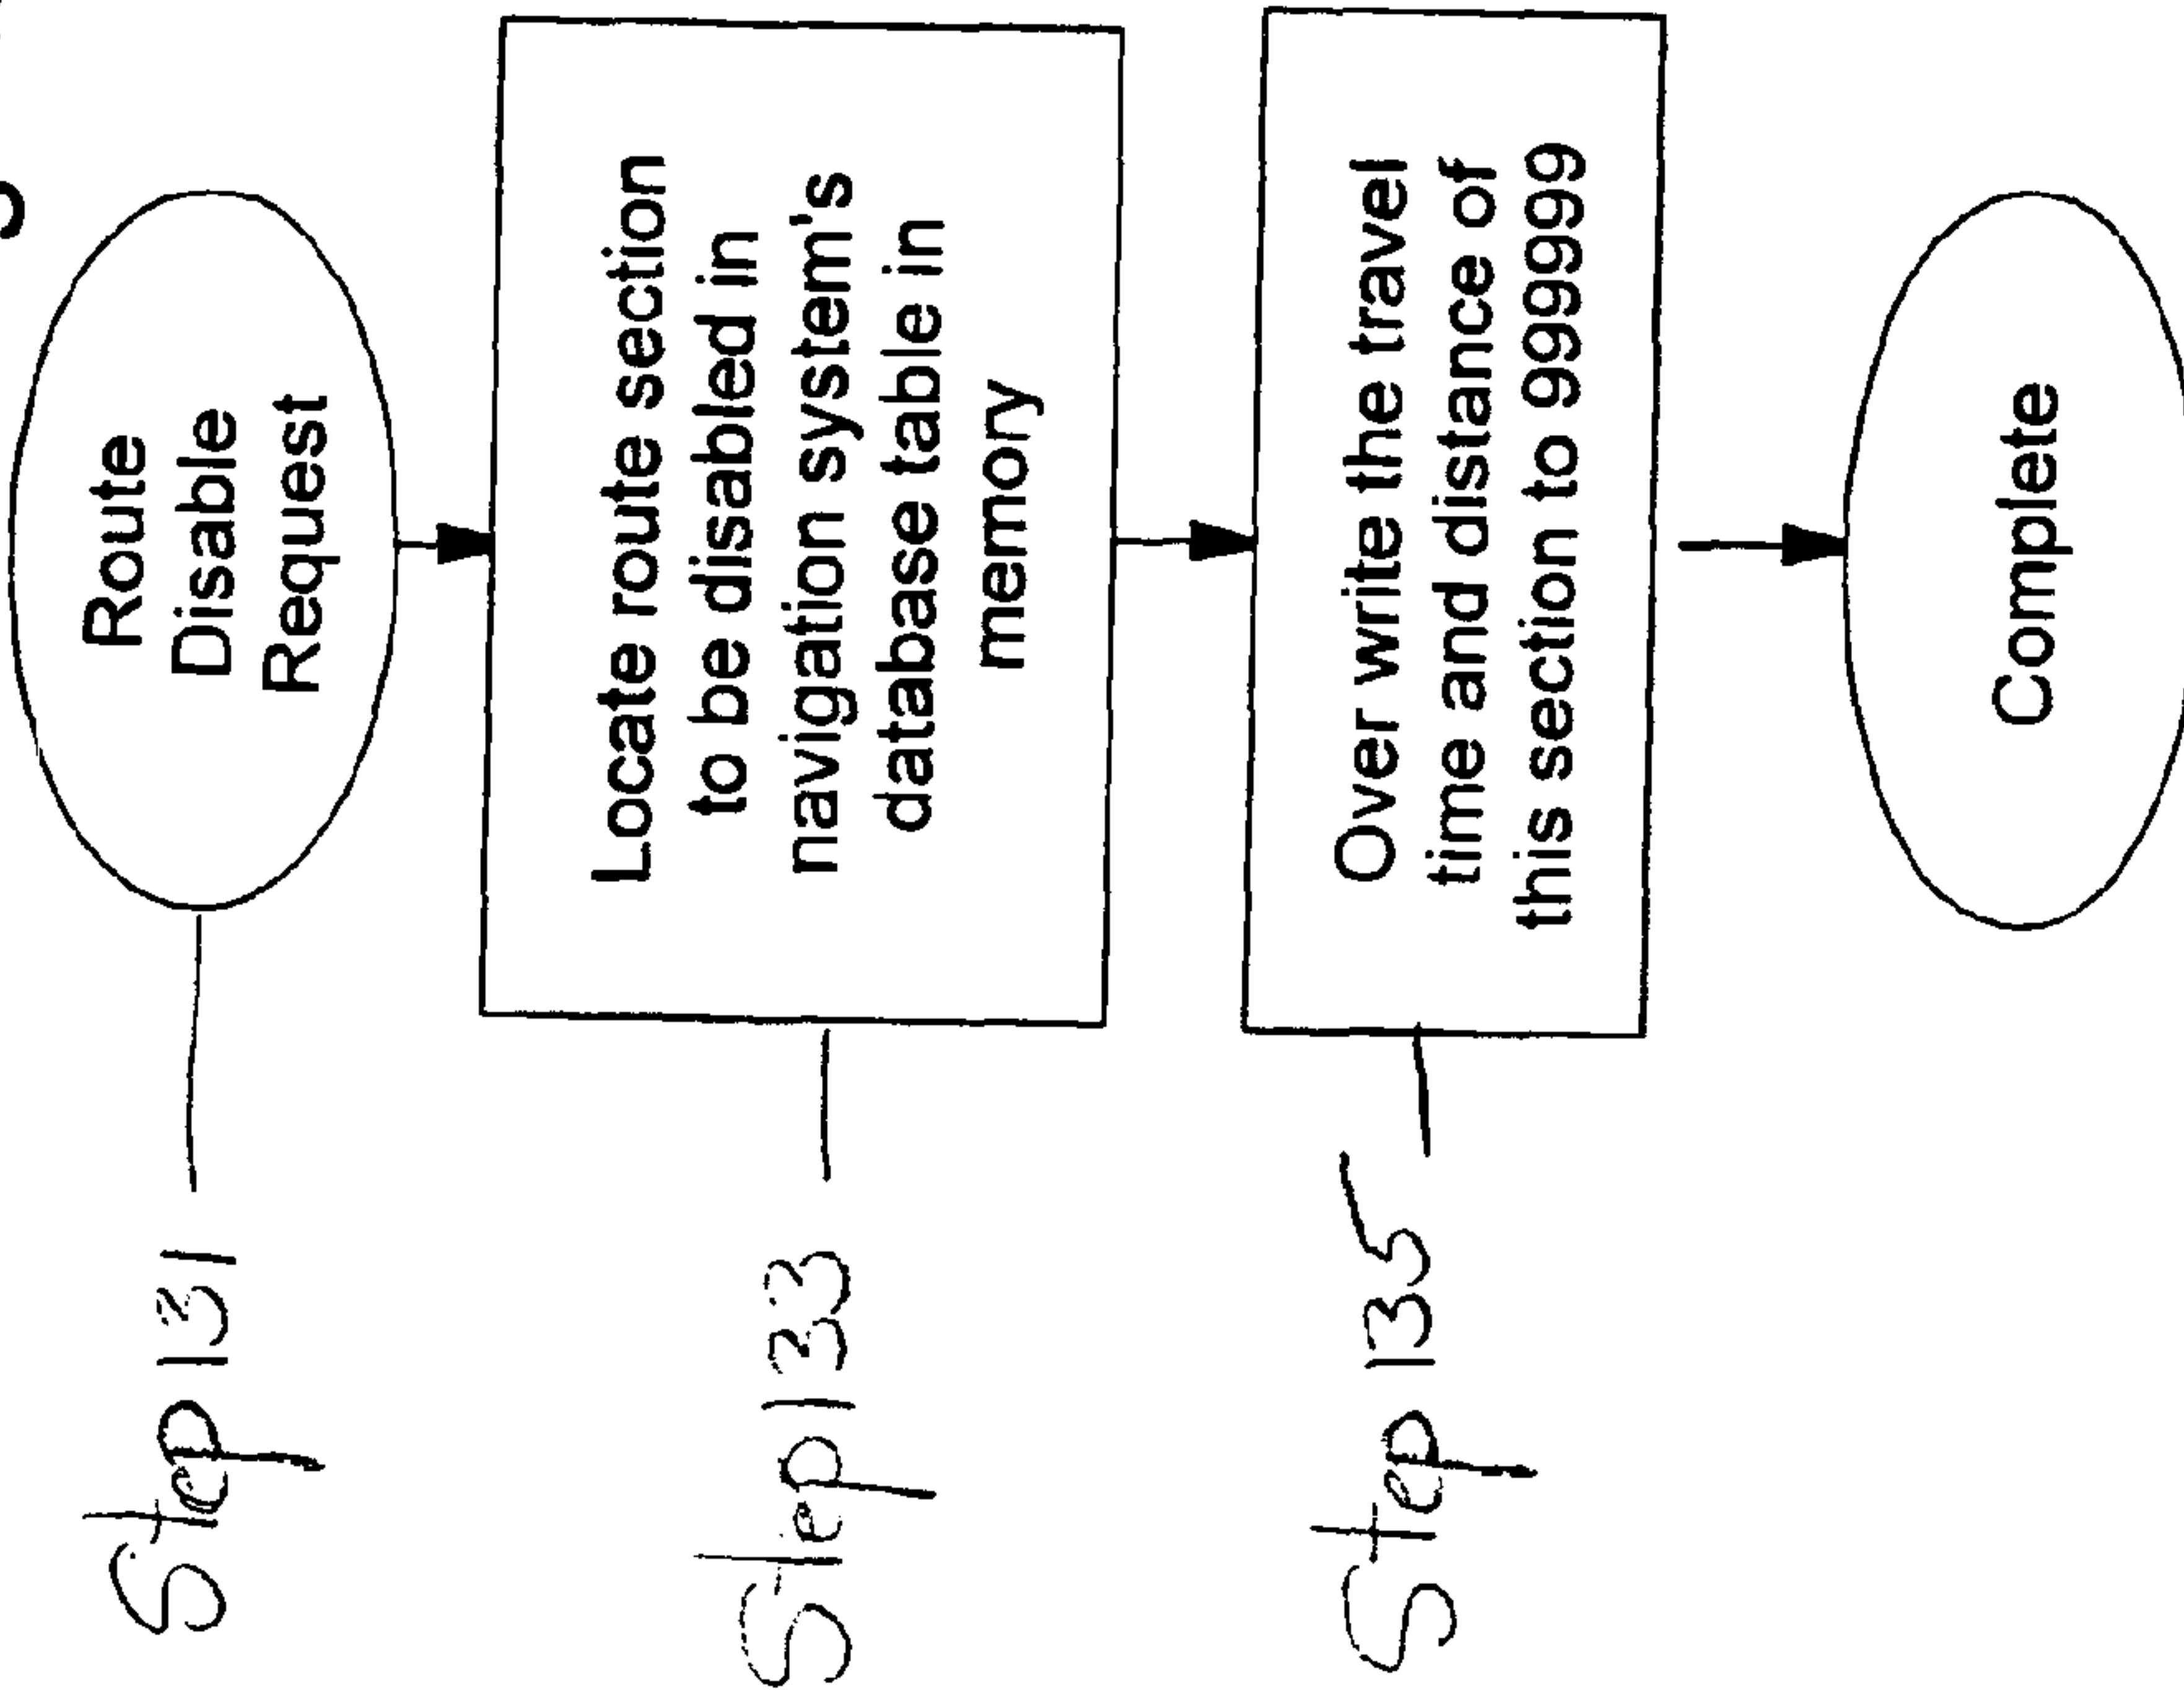 Route
Disable
Request
Step 131
Locate route section
to be disabled in
navigation system's
database table in
memory
Step 133
Over write the travel
time and distance of
this section to 999999
Step 135
Complete